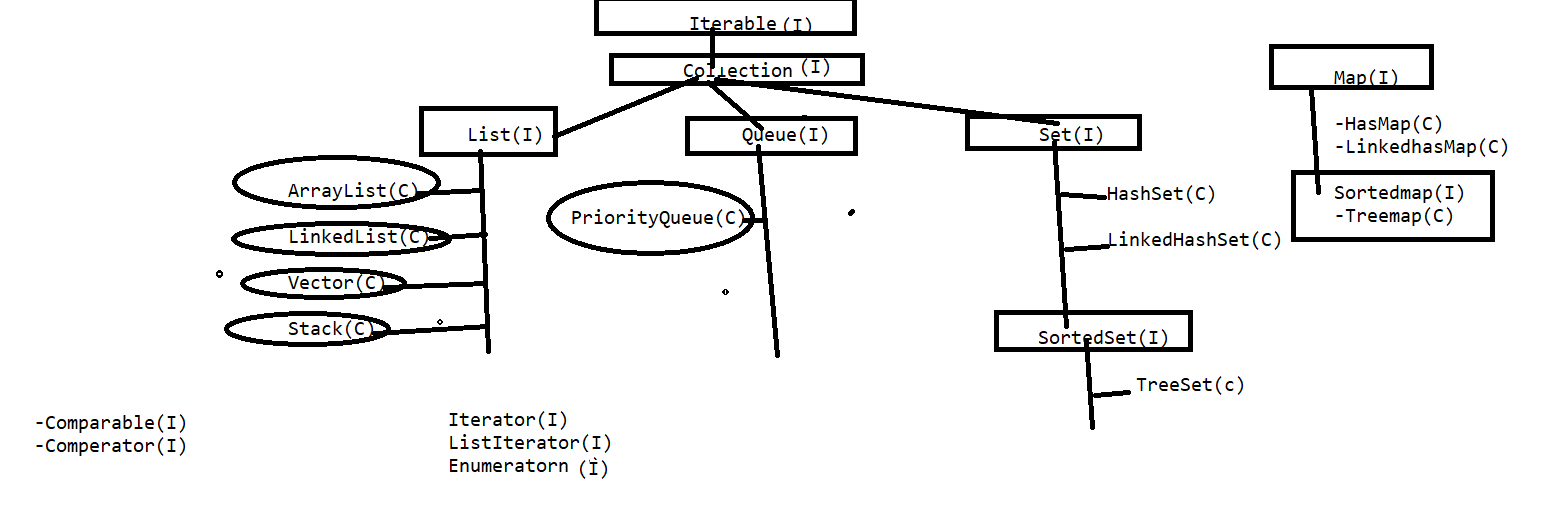 Iterable (I)
Collection (I)
Map(I)
List(I)
Queue(I)
Set(I)
-HasMap(C)
-LinkedhasMap(C)
ArrayList(C)
PriorityQueue(C)
HashSet(C)
Sortedmap(I)
-Treemap(C)
LinkedList(C)
LinkedHashSet(C)
Vector(C)
Stack(C)
SortedSet(I)
TreeSet(c)
-Comparable(I)
-Comperator(I)
Iterator(I)
ListIterator(I)
Enumeratorn (I)